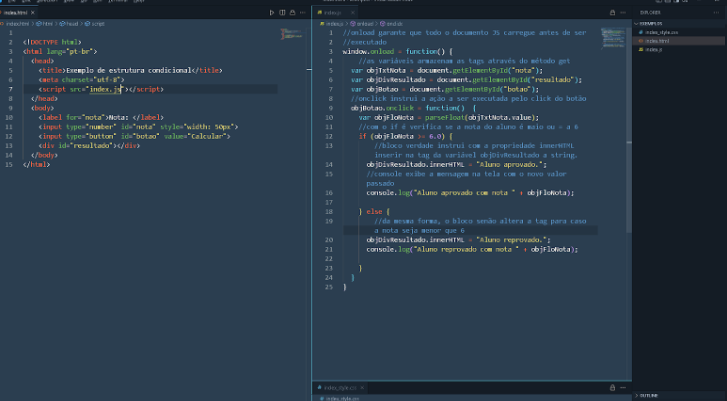 index.html
<!DOCTYPE html>
<html lang="pt-br">
<head>
<title>Exemplo de estrutura condicional</title>
<meta charset="utf-8">
<script src="index.js"></script>
</head>
<body>
<label for="nota">Nota: </label>
<input type="number" id="nota" style="width: 50px">
<input type="button" id="botao" value="Calcular">
<div id="resultado"></div>
</body>
</html>
index.js
//onload garante que todo o documento JS carregue antes de ser
//executado
window.onload = function() {
//as variáveis armazenam as tags através do método get
var objTxtNota = document.getElementById("nota");
var objDivResultado = document.getElementById("resultado");
var objBotao = document.getElementById("botao");
//onclick instrui a ação a ser executada pelo click do botão
objBotao.onclick = function() {
var objFloNota = parseFloat(objTxtNota.value);
//com o if é verifica se a nota do aluno é maio ou = a 6
if (objFloNota >= 6.0) {
//bloco verdade instrui com a propriedade innerHTML
inserir na tag da variável objDivResultado a string.
objDivResultado.innerHTML = "Aluno aprovado.";
//console exibe a mensagem na tela com o novo valor
passado
console.log("Aluno aprovado com nota " + objFloNota);
} else {
//da mesma forma, o bloco senão altera a tag para caso
a nota seja menor que 6
objDivResultado.innerHTML = "Aluno reprovado.";
console.log("Aluno reprovado com nota " + objFloNota);
}
}
}
index_style.css
index_style.css
index.html
index.js
OUTLINE